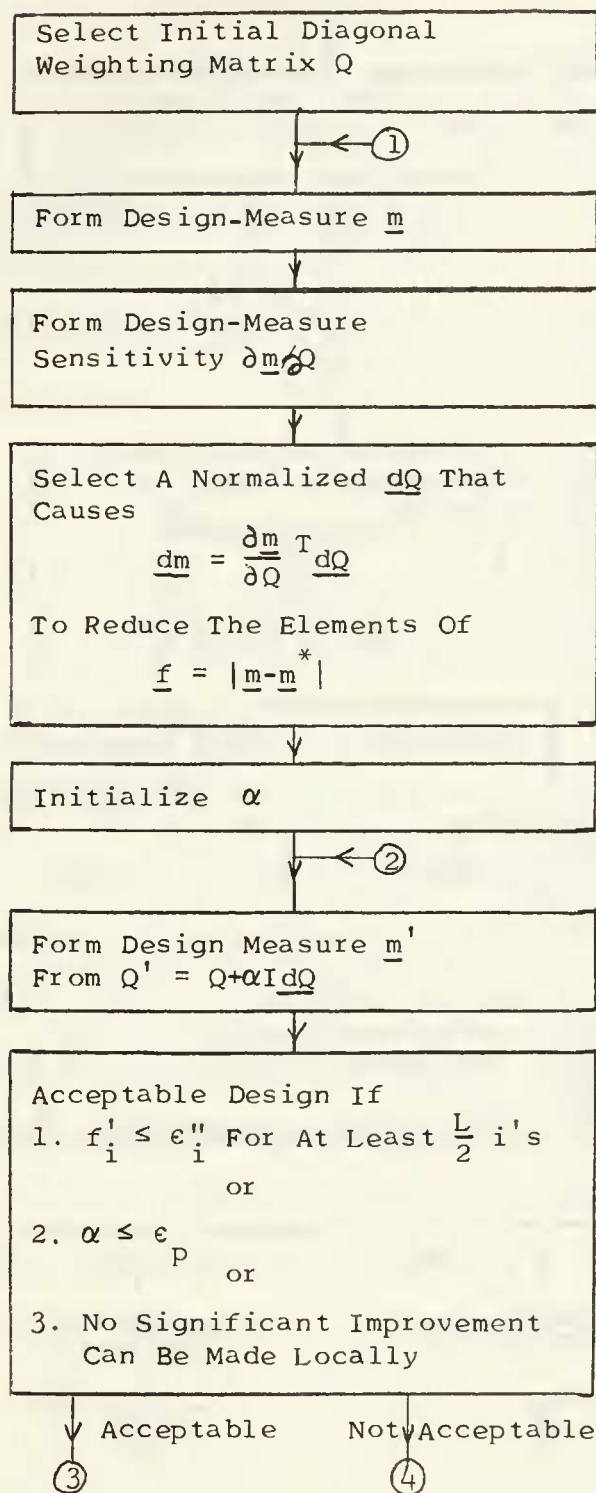 Select Initial Diagonal
Weighting Matrix Q
1
Form Design-Measure m
Form Design-Measure
Sensitivity ∂m/∂Q
Select A Normalized dQ That
Causes
dm = ∂m/∂Q T dQ
To Reduce The Elements Of
f = |m-m*|
Initialize α
2
Form Design Measure m'
From Q' = Q+αIdQ
Acceptable Design If
1. f'i ≤ ϵ"i For At Least L/2 i's
or
2. α ≤ ϵp
or
3. No Significant Improvement
Can Be Made Locally
Acceptable Not Acceptable
3 4